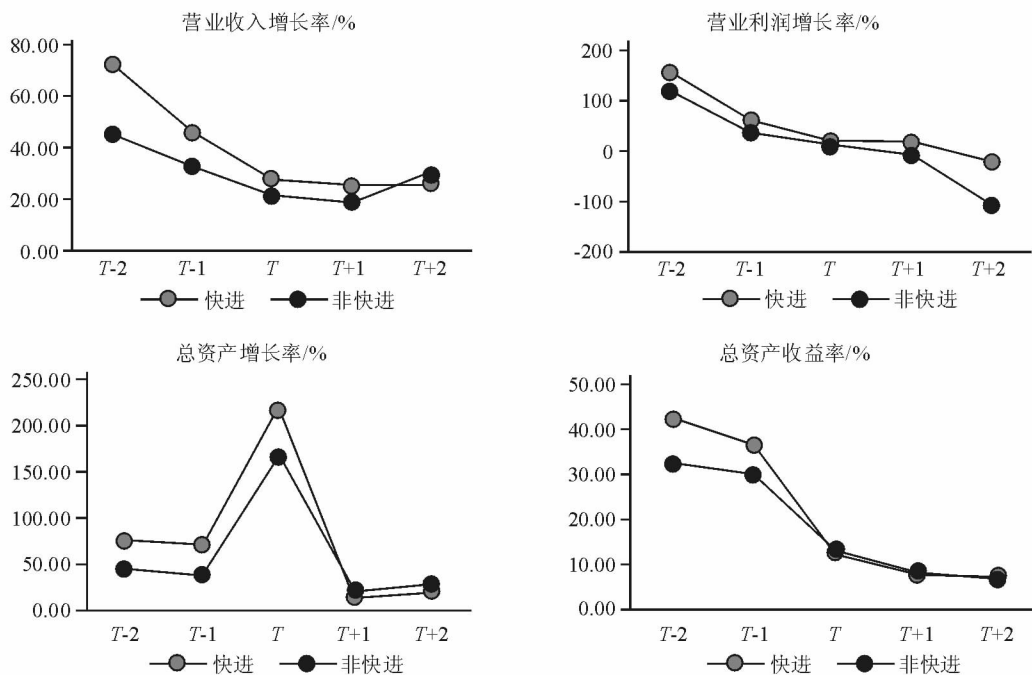 营业收入增长率/%
80.00
60.00
40.00
20.00
0.00
T-2 T-1 T T+1 T+2
快进 非快进
营业利润增长率/%
200
100
0
-100
-200
T-2 T-1 T T+1 T+2
快进 非快进
总资产增长率/%
250.00
200.00
150.00
100.00
50.00
0.00
T-2 T-1 T T+1 T+2
快进 非快进
总资产收益率/%
50.00
40.00
30.00
20.00
10.00
0.00
T-2 T-1 T T+1 T+2
快进 非快进